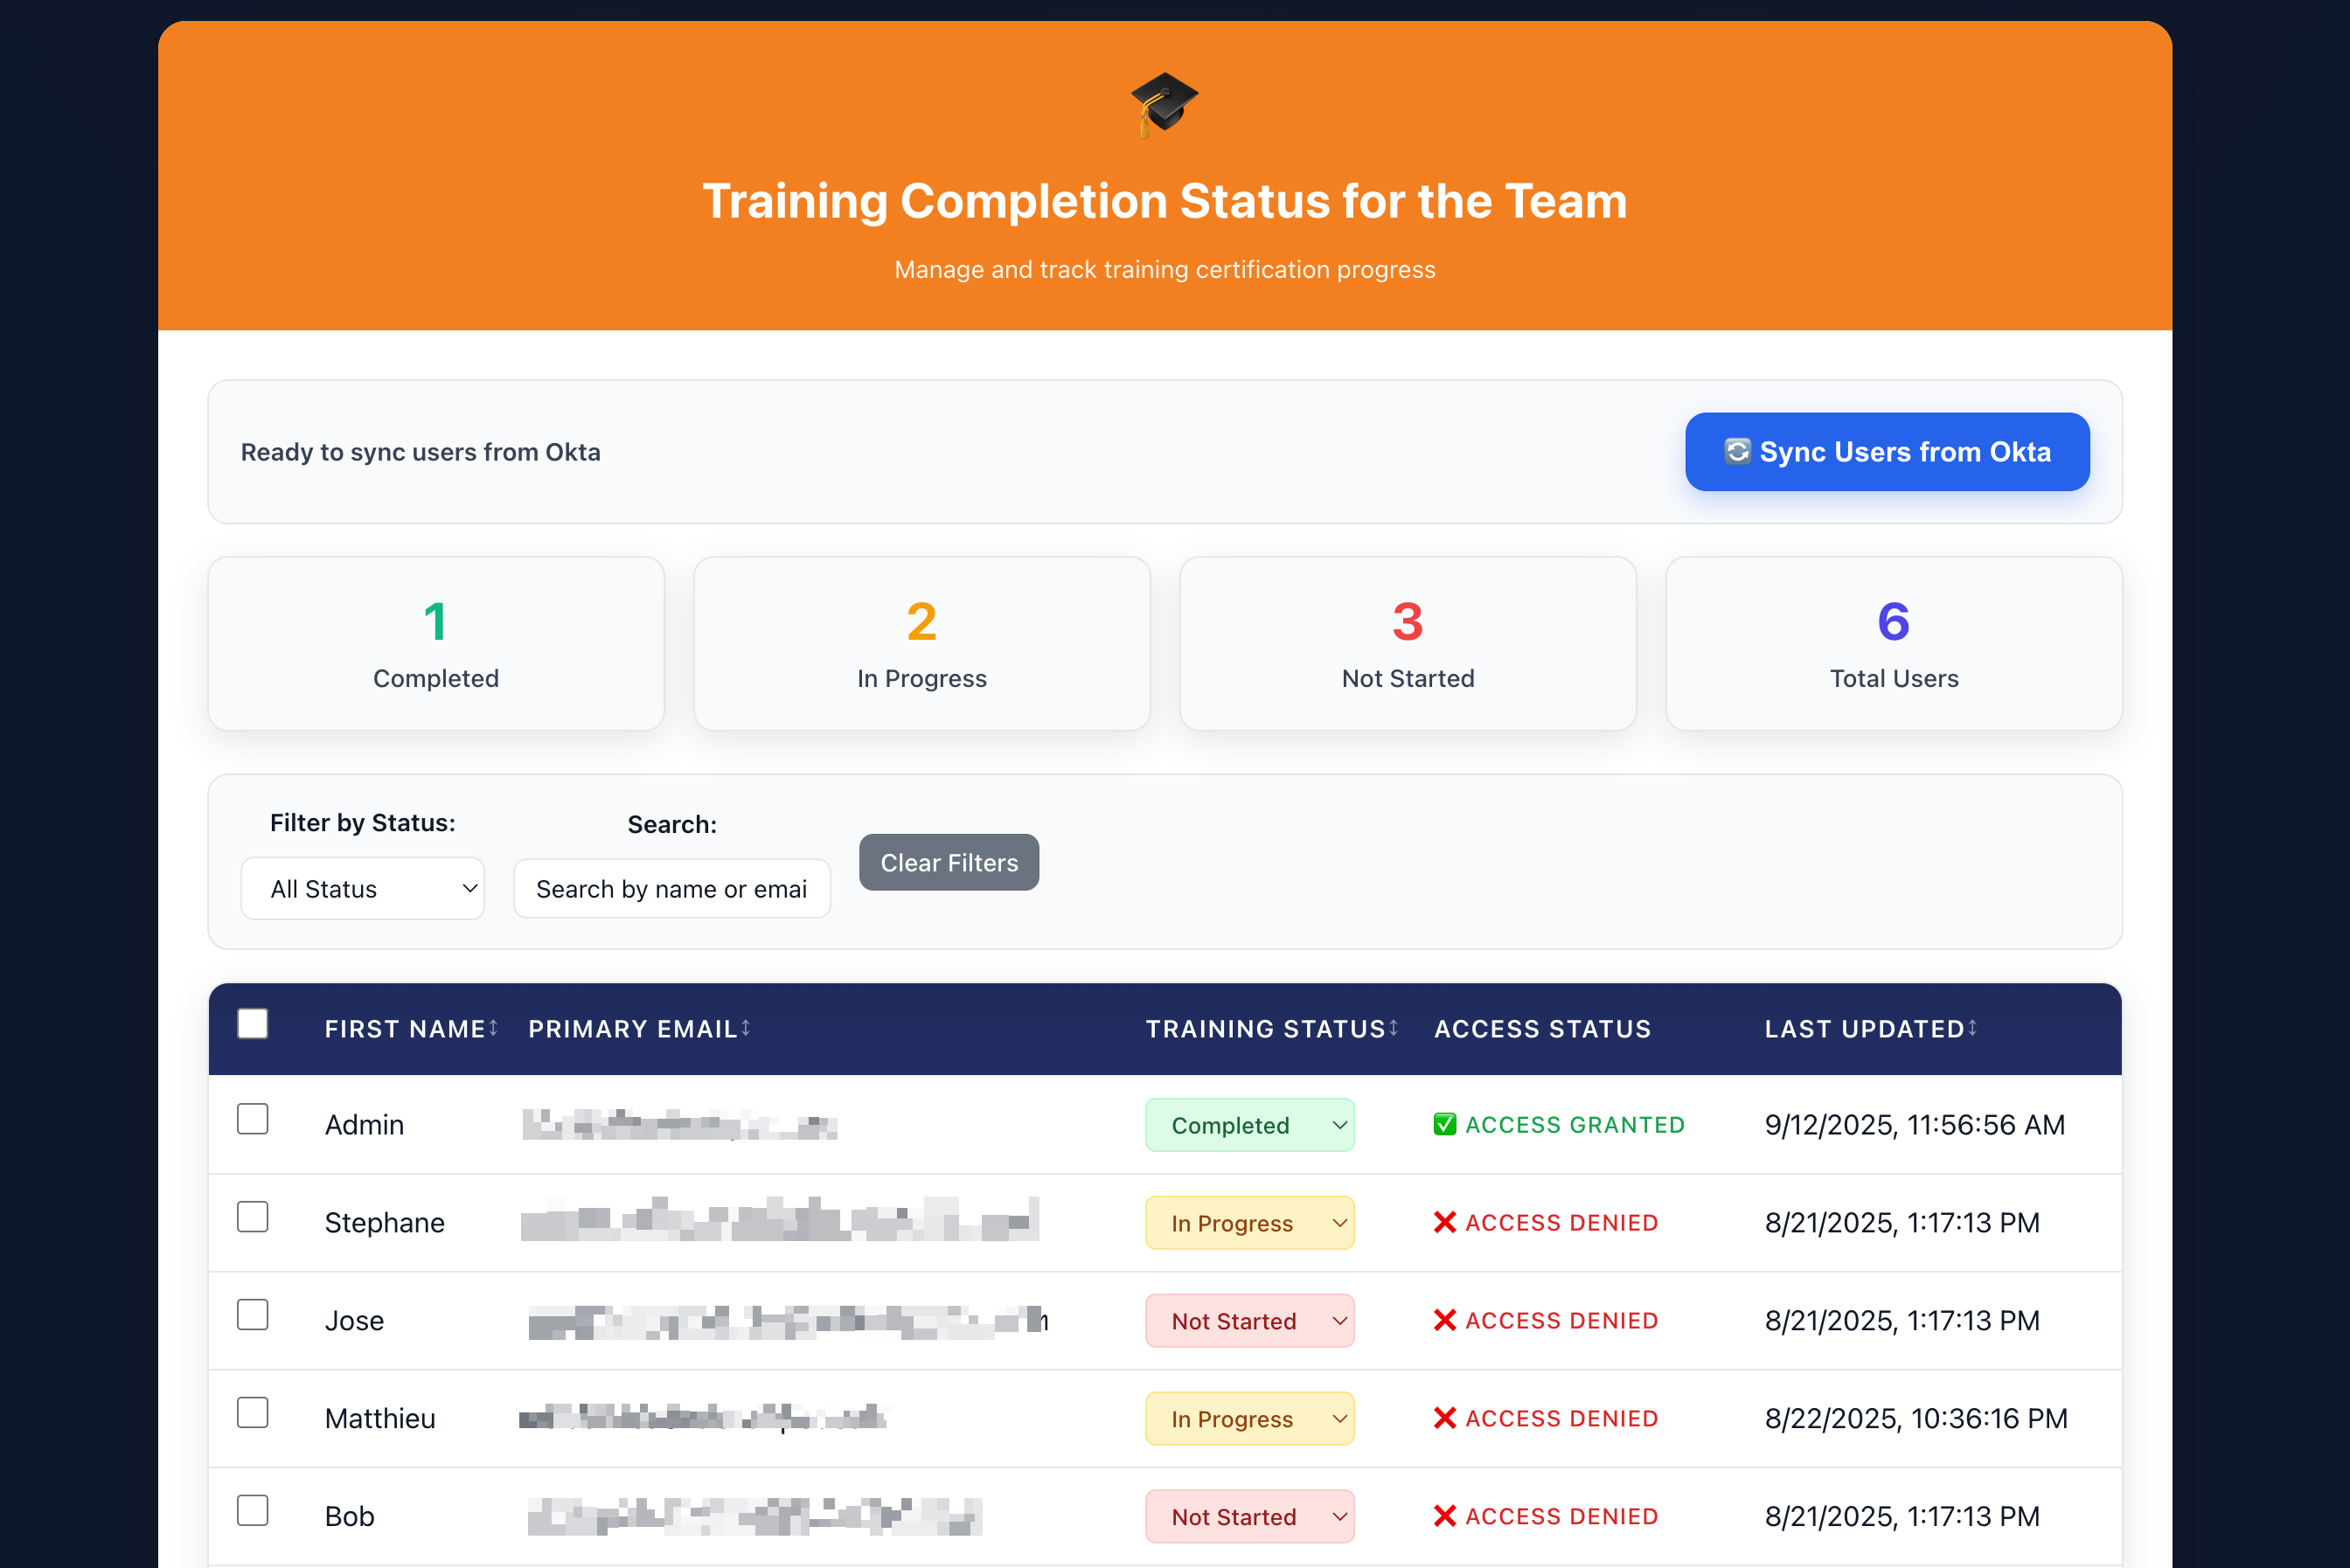 Training Completion Status for the Team
Manage and track training certification progress
Ready to sync users from Okta
Sync Users from Okta
1
Completed
2
In Progress
3
Not Started
6
Total Users
Filter by Status:
All Status
Search:
Search by name or emai
Clear Filters
FIRST NAME PRIMARY EMAIL TRAINING STATUS ACCESS STATUS LAST UPDATED
Admin Completed ACCESS GRANTED 9/12/2025, 11:56:56 AM
Stephane In Progress ACCESS DENIED 8/21/2025, 1:17:13 PM
Jose Not Started ACCESS DENIED 8/21/2025, 1:17:13 PM
Matthieu In Progress ACCESS DENIED 8/22/2025, 10:36:16 PM
Bob Not Started ACCESS DENIED 8/21/2025, 1:17:13 PM